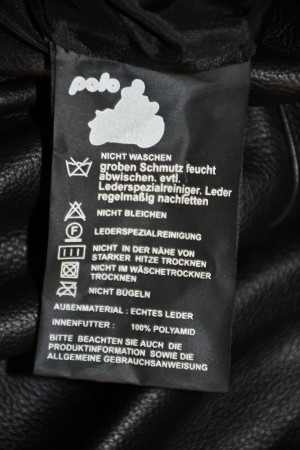 polo
NICHT WASCHEN
groben Schmutz feucht
abwischen. evtl.
Lederspezialreiniger. Leder
regelmäßig nachfetten
NICHT BLEICHEN
F
LEDERSPEZIALREINIGUNG
NICHT IN DER NÄHE VON
STARKER HITZE TROCKNEN
NICHT IM WÄSCHETROCKNER
TROCKNEN
NICHT BÜGELN
AUßENMATERIAL: ECHTES LEDER
INNENFUTTER: 100% POLYAMID
BITTE BEACHTEN SIE AUCH DIE
PRODUKTINFORMATION SOWIE DIE
ALLGEMEINE GEBRAUCHSANWEISUNG